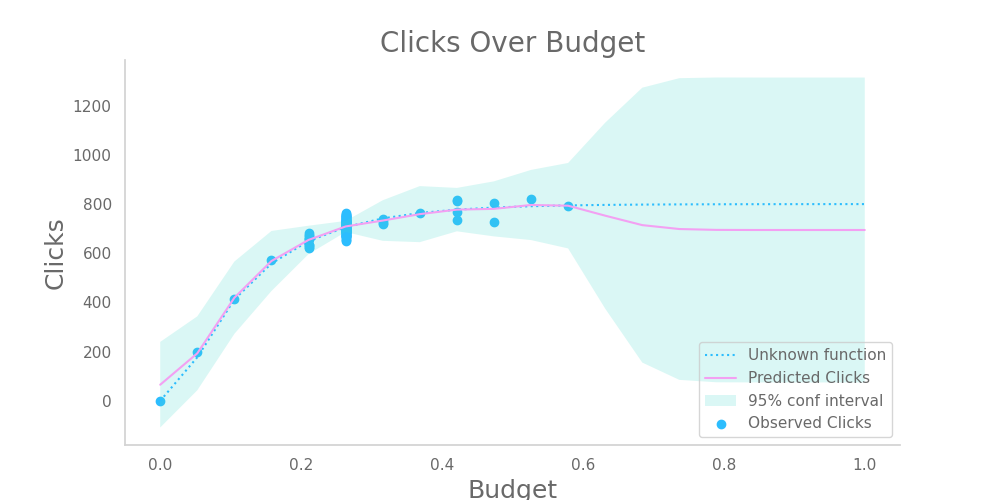 Clicks Over Budget
Clicks
1200
1000
800
600
400
200
0
0.0 0.2 0.4 0.6 0.8 1.0
Budget
Unknown function
Predicted Clicks
95% conf interval
Observed Clicks